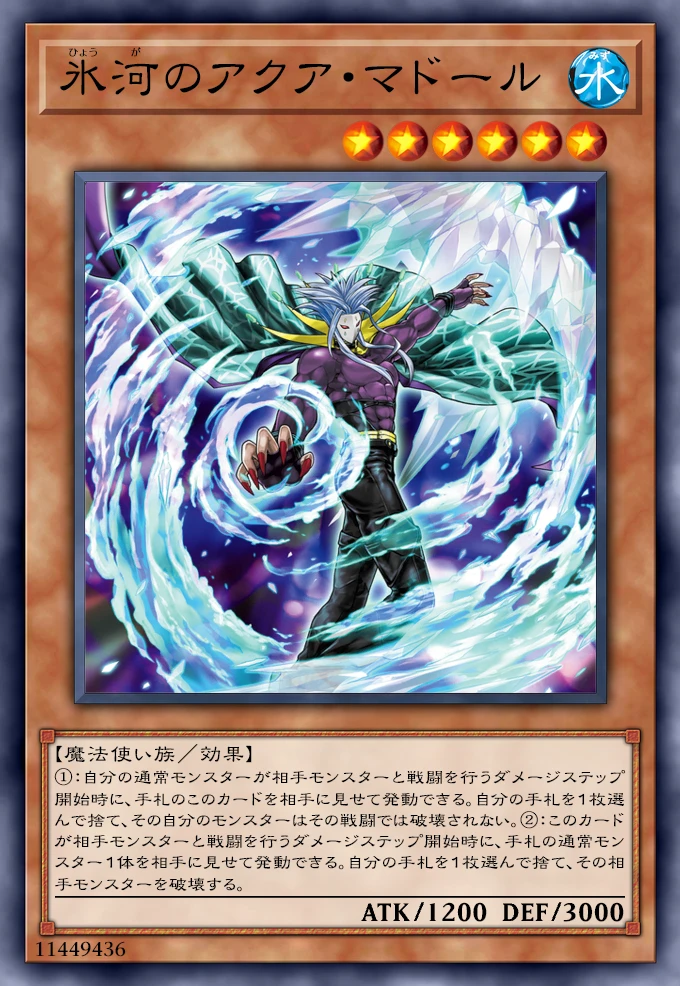 ひょう が
氷河のアクア・マドール
みず
水
【魔法使い族／効果】
①：自分の通常モンスターが相手モンスターと戦闘を行うダメージステップ
開始時に、手札のこのカードを相手に見せて発動できる。自分の手札を1枚選
んで捨て、その自分のモンスターはその戦闘では破壊されない。②：このカード
が相手モンスターと戦闘を行うダメージステップ開始時に、手札の通常モン
スター1体を相手に見せて発動できる。自分の手札を1枚選んで捨て、その相
手モンスターを破壊する。
ATK/1200 DEF/3000
11449436